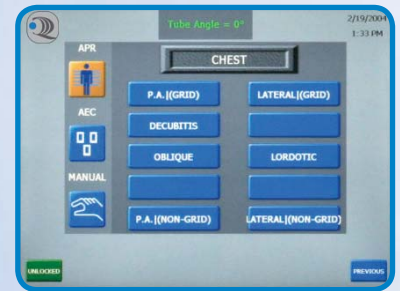 Tube Angle = 0°
2/19/2004
1:33 PM
APR
CHEST
P.A.|(GRID)
LATERAL|(GRID)
AEC
DECUBITIS
OBLIQUE
LORDOTIC
MANUAL
P.A.|(NON-GRID)
LATERAL|(NON-GRID)
UNLOCKED
PREVIOUS